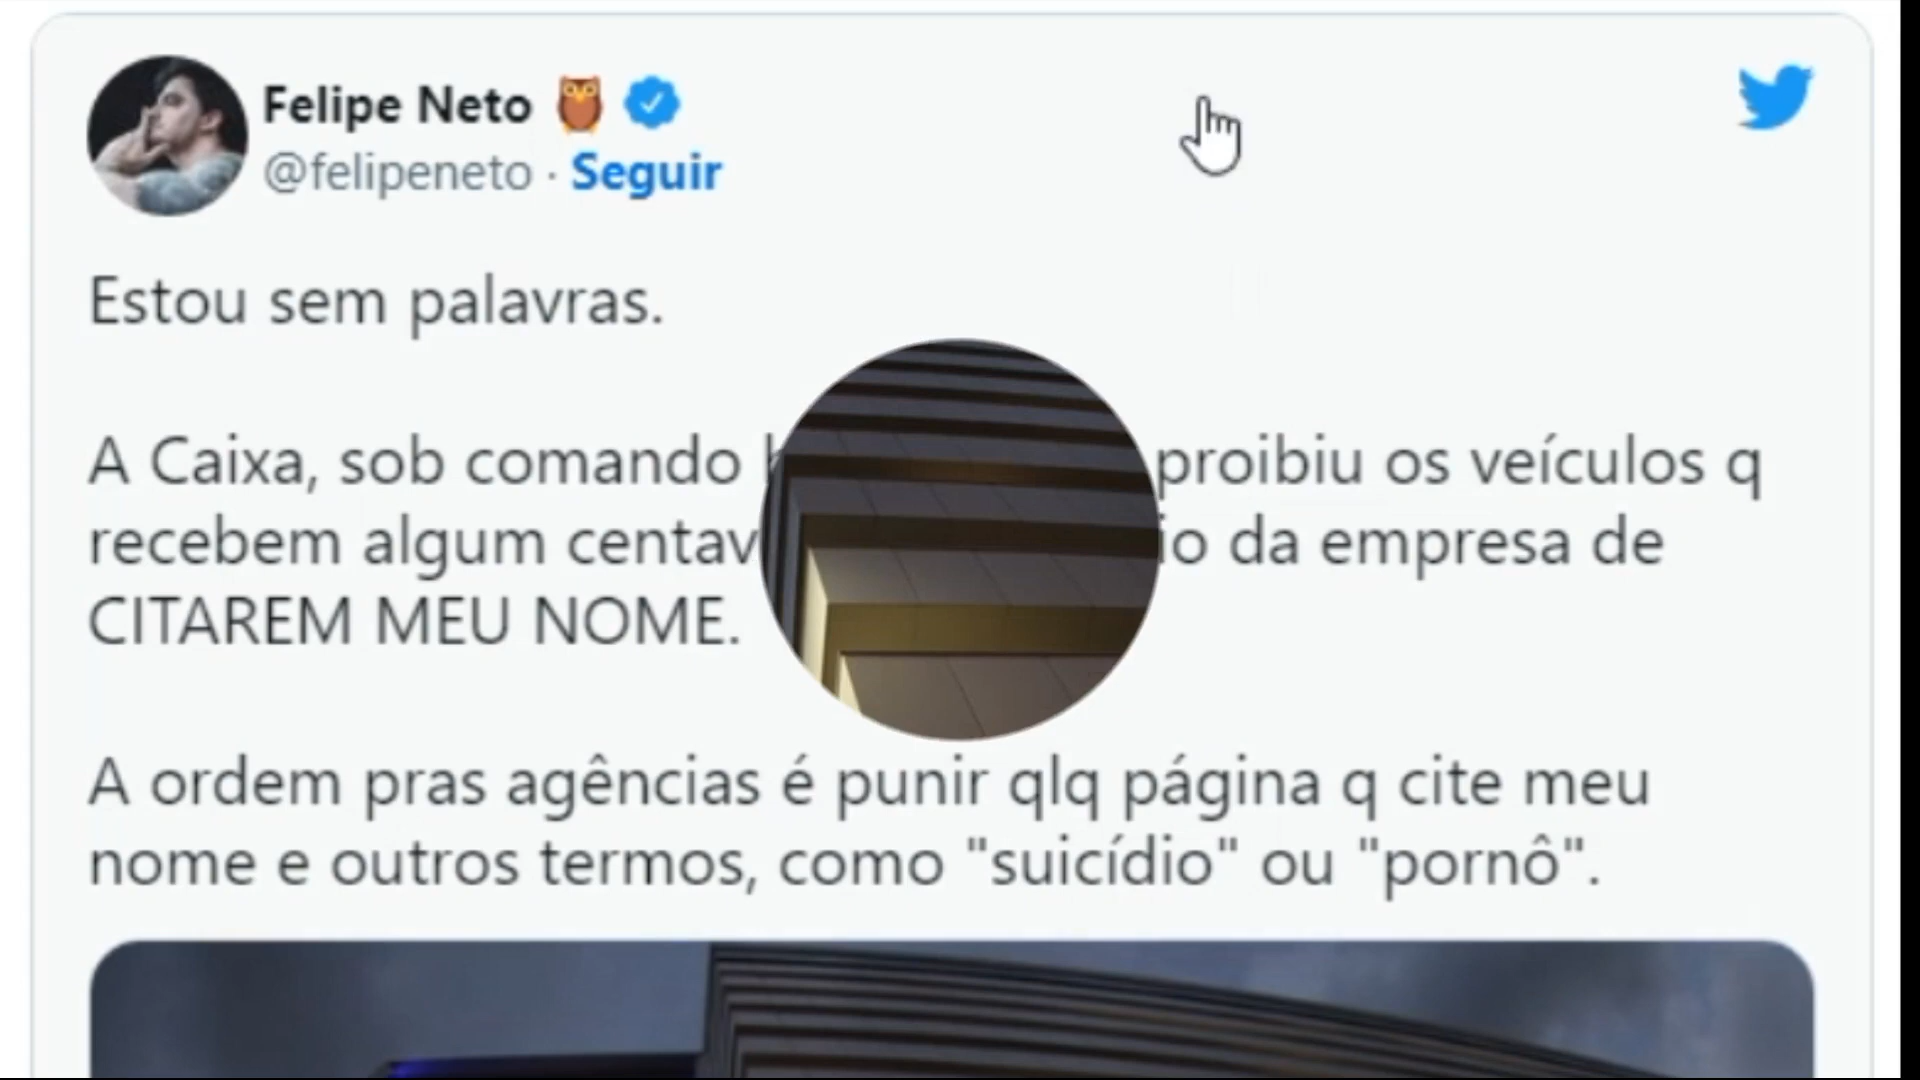 Felipe Neto
@felipeneto · Seguir
Estou sem palavras.
A Caixa, sob comando proibiu os veículos q
recebem algum da empresa de
CITAREM MEU NOME.
A ordem pras agências é punir qlq página q cite meu
nome e outros termos, como "suicídio" ou "pornô".